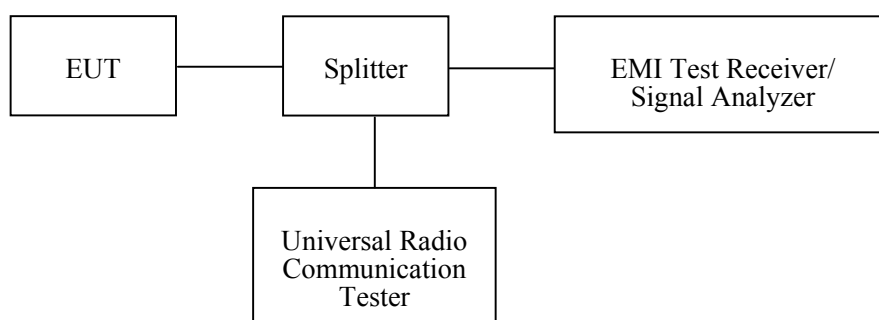 EUT
Splitter
EMI Test Receiver/
Signal Analyzer
Universal Radio
Communication
Tester